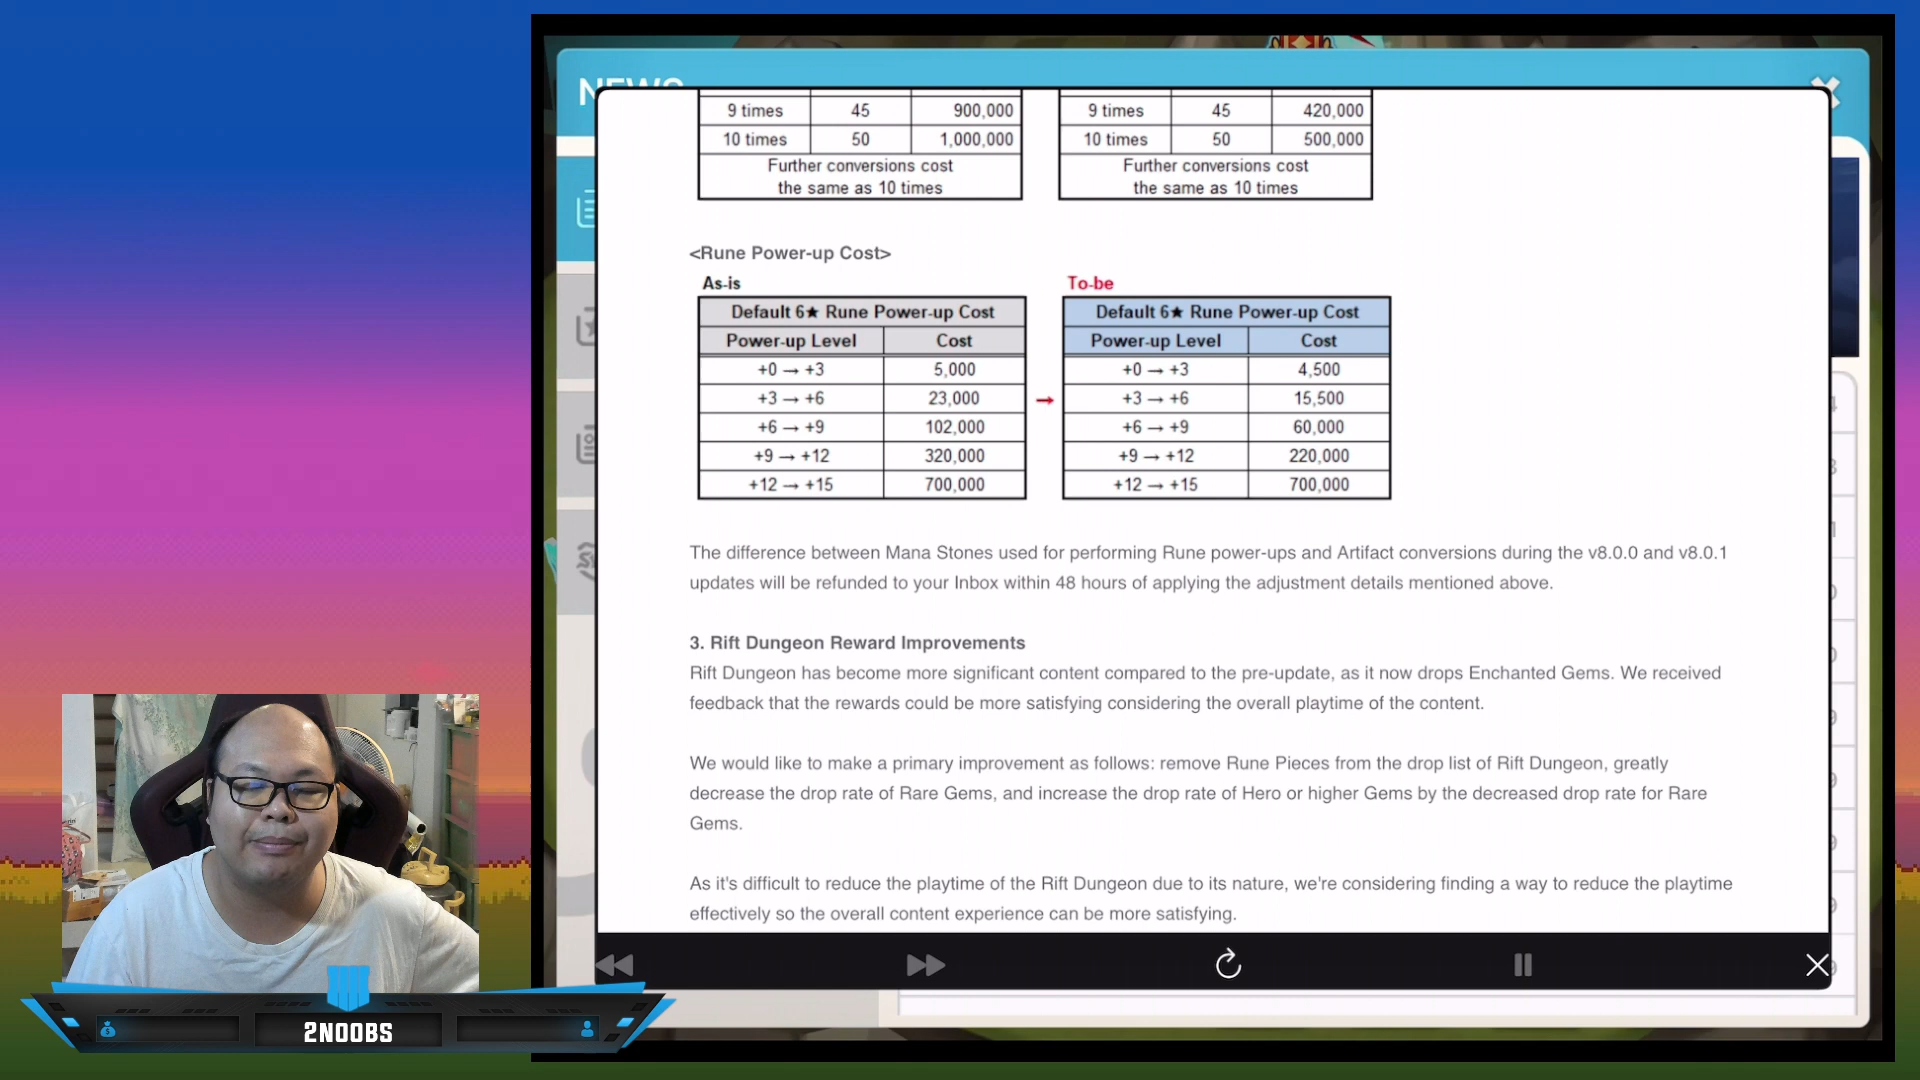 NEWS
9 times 45 900,000
10 times 50 1,000,000
Further conversions cost
the same as 10 times
9 times 45 420,000
10 times 50 500,000
Further conversions cost
the same as 10 times
<Rune Power-up Cost>
As-is
Default 6★ Rune Power-up Cost
Power-up Level Cost
+0 → +3 5,000
+3 → +6 23,000
+6 → +9 102,000
+9 → +12 320,000
+12 → +15 700,000
→
To-be
Default 6★ Rune Power-up Cost
Power-up Level Cost
+0 → +3 4,500
+3 → +6 15,500
+6 → +9 60,000
+9 → +12 220,000
+12 → +15 700,000
The difference between Mana Stones used for performing Rune power-ups and Artifact conversions during the v8.0.0 and v8.0.1
updates will be refunded to your Inbox within 48 hours of applying the adjustment details mentioned above.
3. Rift Dungeon Reward Improvements
Rift Dungeon has become more significant content compared to the pre-update, as it now drops Enchanted Gems. We received
feedback that the rewards could be more satisfying considering the overall playtime of the content.
We would like to make a primary improvement as follows: remove Rune Pieces from the drop list of Rift Dungeon, greatly
decrease the drop rate of Rare Gems, and increase the drop rate of Hero or higher Gems by the decreased drop rate for Rare
Gems.
As it's difficult to reduce the playtime of the Rift Dungeon due to its nature, we're considering finding a way to reduce the playtime
effectively so the overall content experience can be more satisfying.
2NOOBS